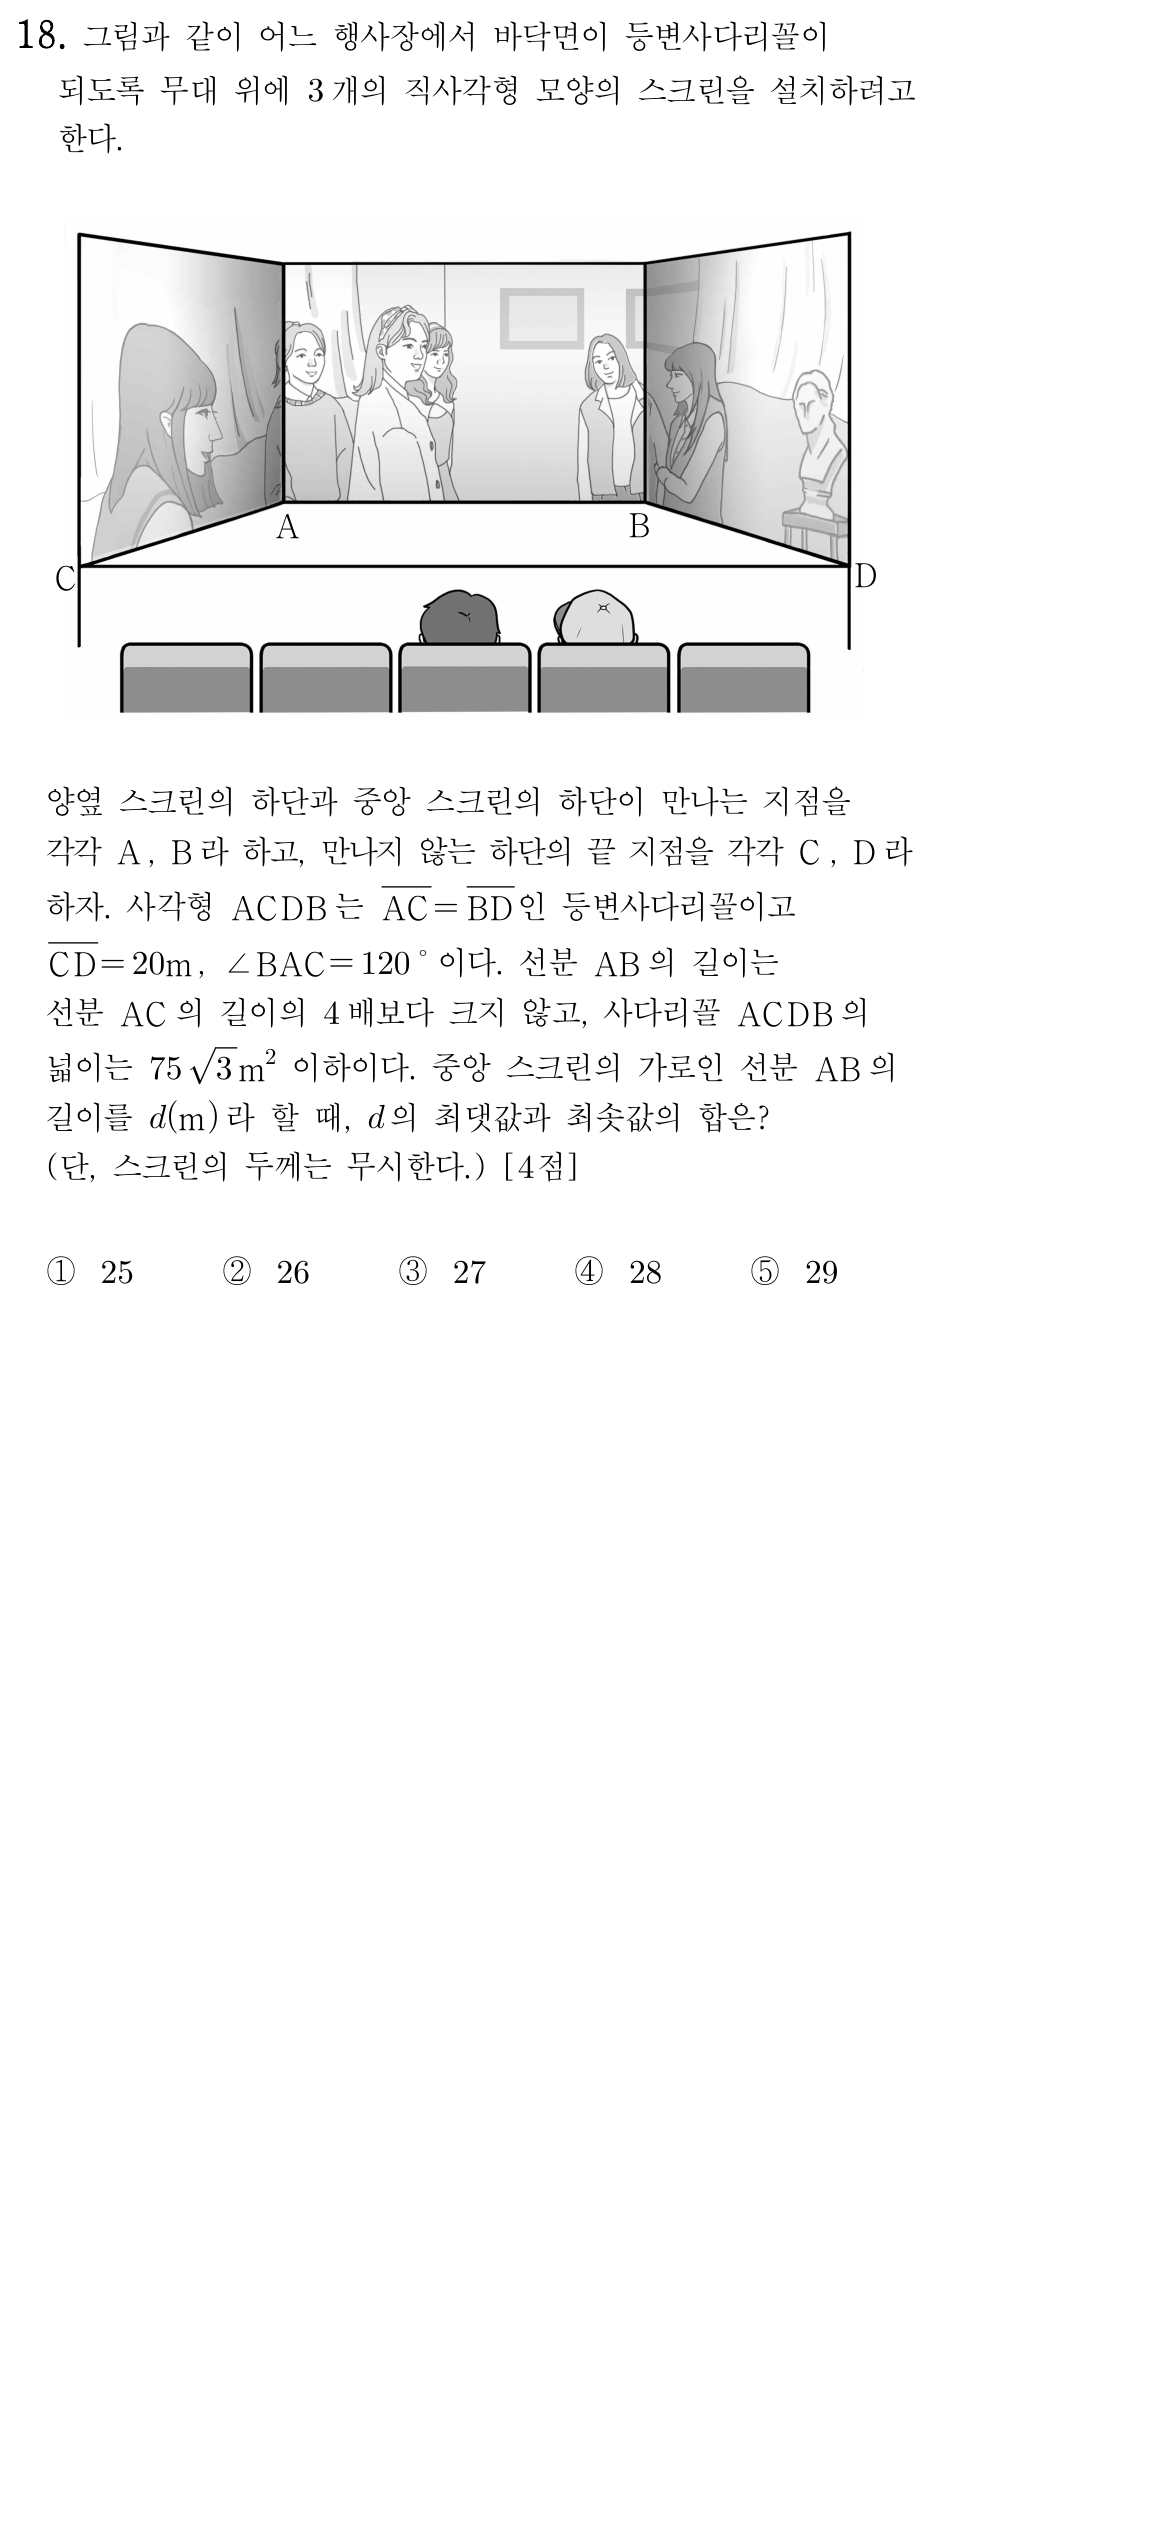 18. 그림과 같이 어느 행사장에서 바닥면이 등변사다리꼴이
되도록 무대 위에 3개의 직사각형 모양의 스크린을 설치하려고
한다.
A B
C D
양옆 스크린의 하단과 중앙 스크린의 하단이 만나는 지점을
각각 A, B라 하고, 만나지 않는 하단의 끝 지점을 각각 C, D라
하자. 사각형 ACDB는 \overline{AC}=\overline{BD}인 등변사다리꼴이고
\overline{CD}=20m, ∠BAC=120°이다. 선분 AB의 길이는
선분 AC의 길이의 4배보다 크지 않고, 사다리꼴 ACDB의
넓이는 75√3m² 이하이다. 중앙 스크린의 가로인 선분 AB의
길이를 d(m)라 할 때, d의 최댓값과 최솟값의 합은?
(단, 스크린의 두께는 무시한다.) [4점]
① 25 ② 26 ③ 27 ④ 28 ⑤ 29